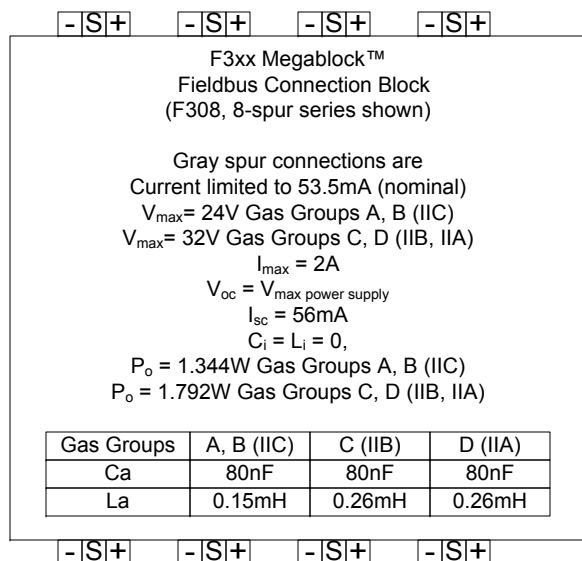 - S + - S + - S + - S +
F3xx Megablock™
Fieldbus Connection Block
(F308, 8-spur series shown)
Gray spur connections are
Current limited to 53.5mA (nominal)
Vmax= 24V Gas Groups A, B (IIC)
Vmax= 32V Gas Groups C, D (IIB, IIA)
Imax = 2A
Voc = Vmax power supply
Isc = 56mA
Ci = Li = 0,
Po = 1.344W Gas Groups A, B (IIC)
Po = 1.792W Gas Groups C, D (IIB, IIA)
Gas Groups A, B (IIC) C (IIB) D (IIA)
Ca 80nF 80nF 80nF
La 0.15mH 0.26mH 0.26mH
- S + - S + - S + - S +